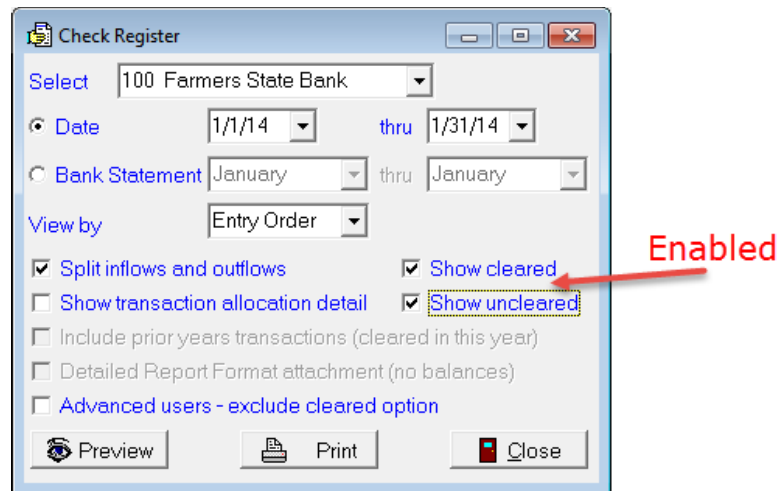 Check Register
Select 100 Farmers State Bank
Date 1/1/14 thru 1/31/14
Bank Statement January thru January
View by Entry Order
Enabled
Split inflows and outflows Show cleared
Show transaction allocation detail Show uncleared
Include prior years transactions (cleared in this year)
Detailed Report Format attachment (no balances)
Advanced users - exclude cleared option
Preview Print Close